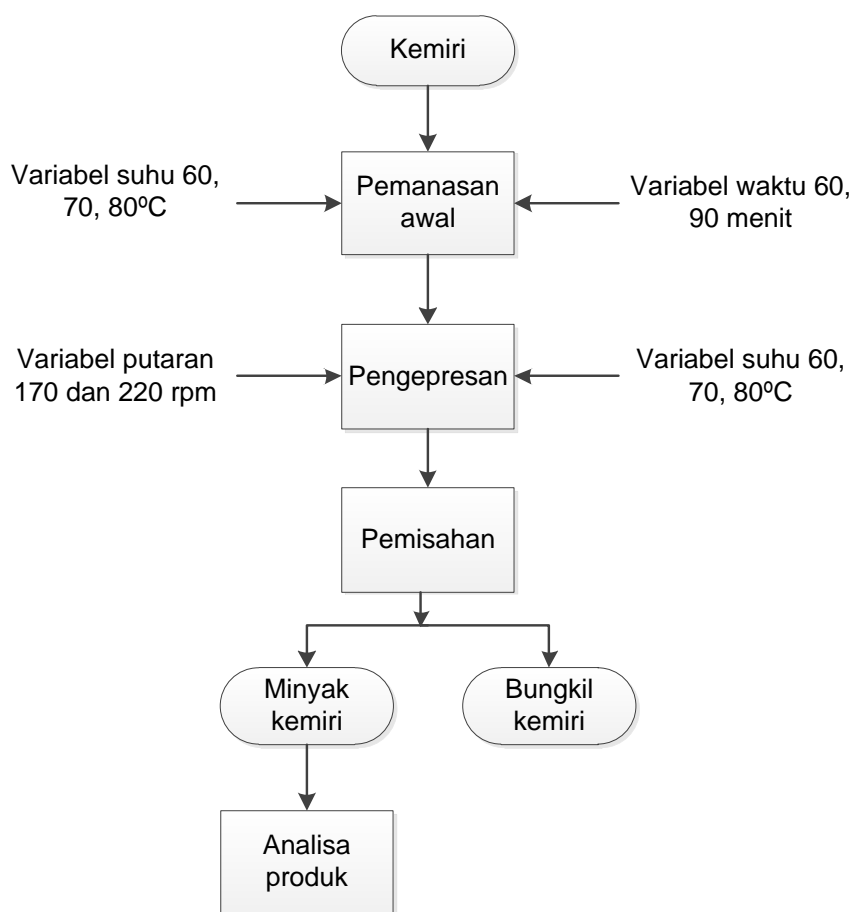 Kemiri
Variabel suhu 60,
70, 80ºC
Pemanasan
awal
Variabel waktu 60,
90 menit
Variabel putaran
170 dan 220 rpm
Pengepresan
Variabel suhu 60,
70, 80ºC
Pemisahan
Minyak
kemiri
Bungkil
kemiri
Analisa
produk